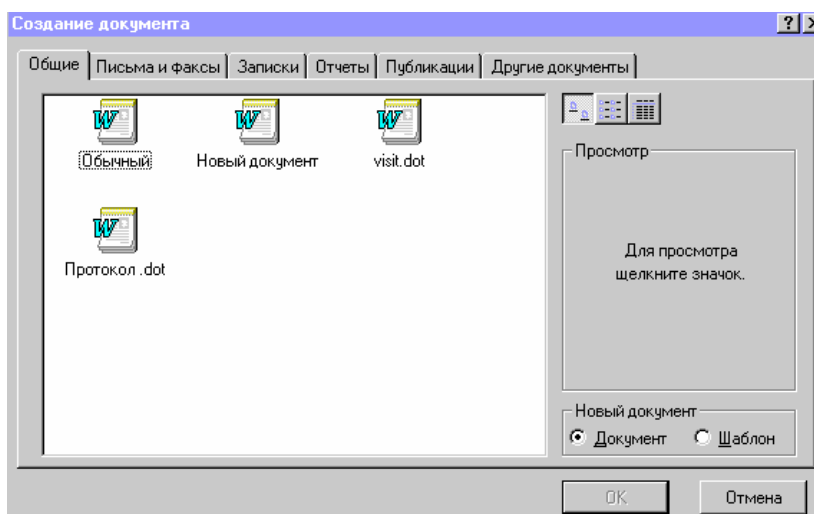 Создание документа
Общие Письма и факсы Записки Отчеты Публикации Другие документы
Обычный Новый документ visit.dot
Протокол .dot
Просмотр
Для просмотра
щелкните значок.
Новый документ
Документ Шаблон
OK Отмена